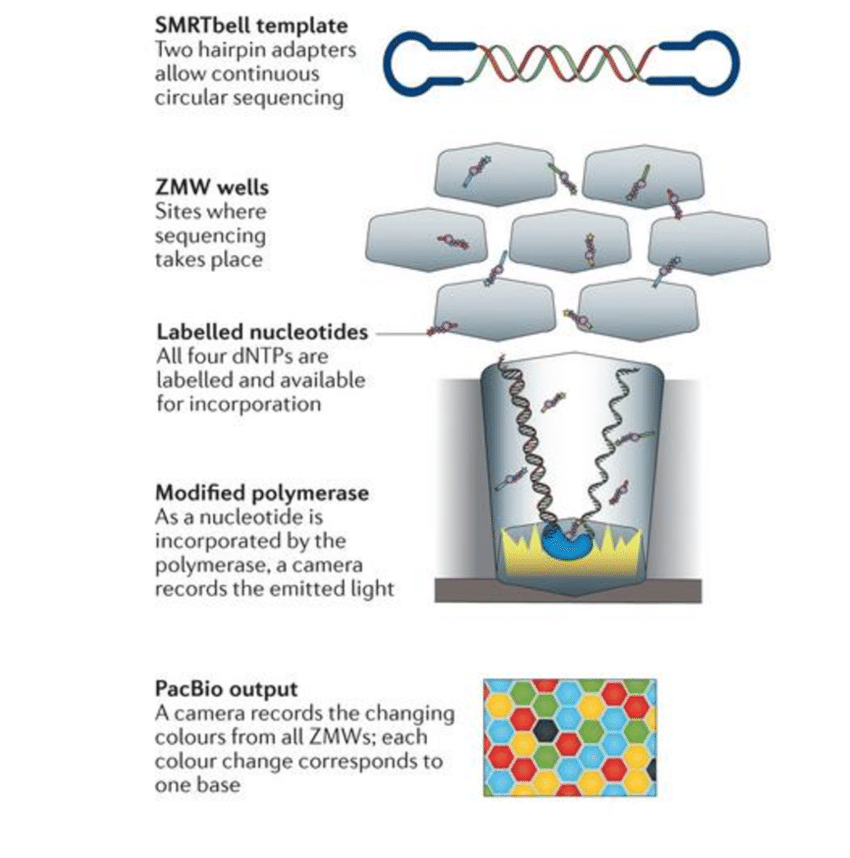 SMRTbell template
Two hairpin adapters
allow continuous
circular sequencing
ZMW wells
Sites where
sequencing
takes place
Labelled nucleotides
All four dNTPs are
labelled and available
for incorporation
Modified polymerase
As a nucleotide is
incorporated by the
polymerase, a camera
records the emitted light
PacBio output
A camera records the changing
colours from all ZMWs; each
colour change corresponds to
one base